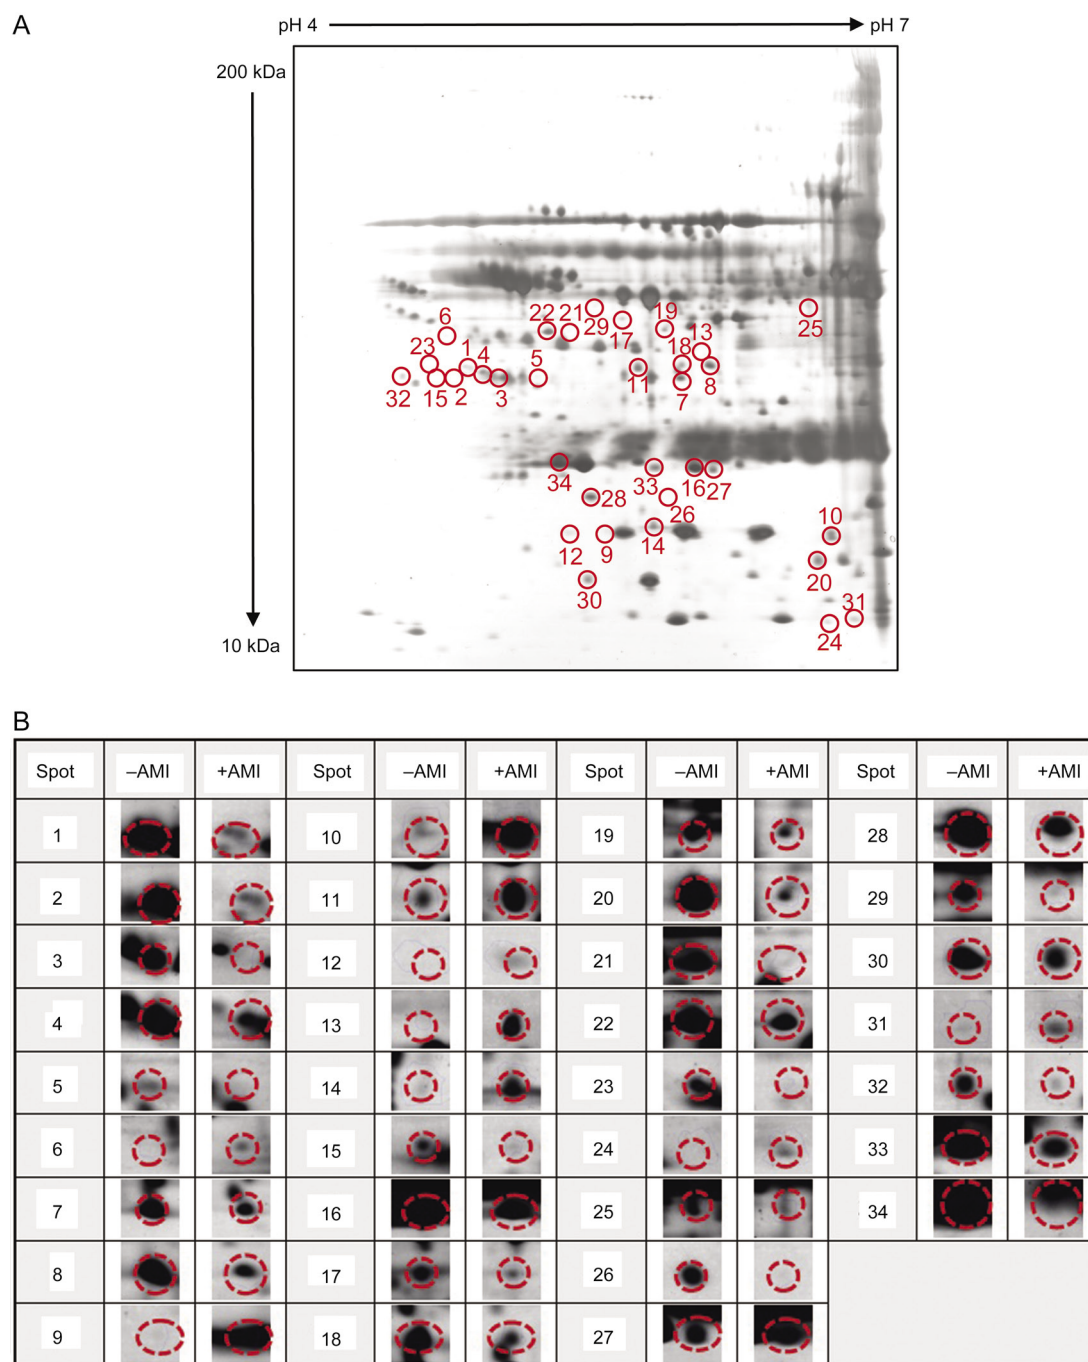 A
pH 4
pH 7
200 kDa
10 kDa
6
22
21
29
17
19
13
25
23
1
4
5
18
11
8
32
15
2
3
7
34
33
16
27
28
26
12
9
14
10
20
30
31
24
B
Spot –AMI +AMI Spot –AMI +AMI Spot –AMI +AMI Spot –AMI +AMI
1 10 19 28
2 11 20 29
3 12 21 30
4 13 22 31
5 14 23 32
6 15 24 33
7 16 25 34
8 17 26
9 18 27